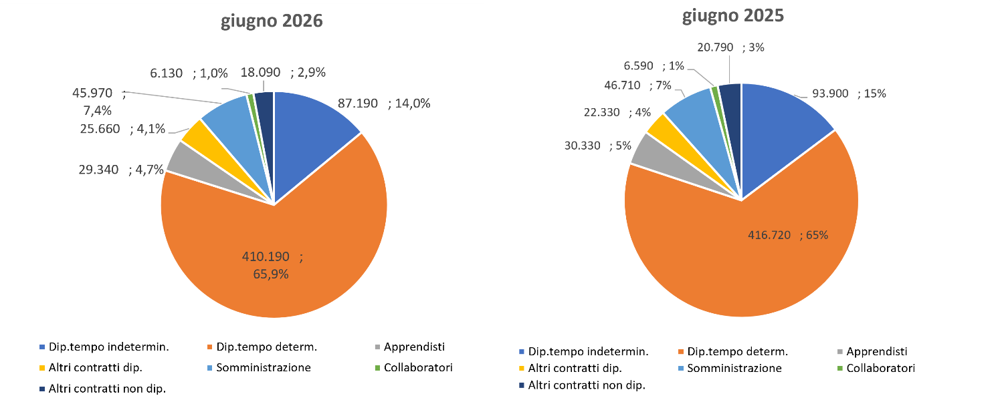 giugno 2026
6.130 ; 1,0%
18.090 ; 2,9%
45.970 ;
7,4%
87.190 ; 14,0%
25.660 ; 4,1%
29.340 ; 4,7%
410.190 ;
65,9%
Dip.tempo indetermin.
Dip.tempo determ.
Apprendisti
Altri contratti dip.
Somministrazione
Collaboratori
Altri contratti non dip.
giugno 2025
20.790 ; 3%
6.590 ; 1%
46.710 ; 7%
93.900 ; 15%
22.330 ; 4%
30.330 ; 5%
416.720 ; 65%
Dip.tempo indetermin.
Dip.tempo determ.
Apprendisti
Altri contratti dip.
Somministrazione
Collaboratori
Altri contratti non dip.